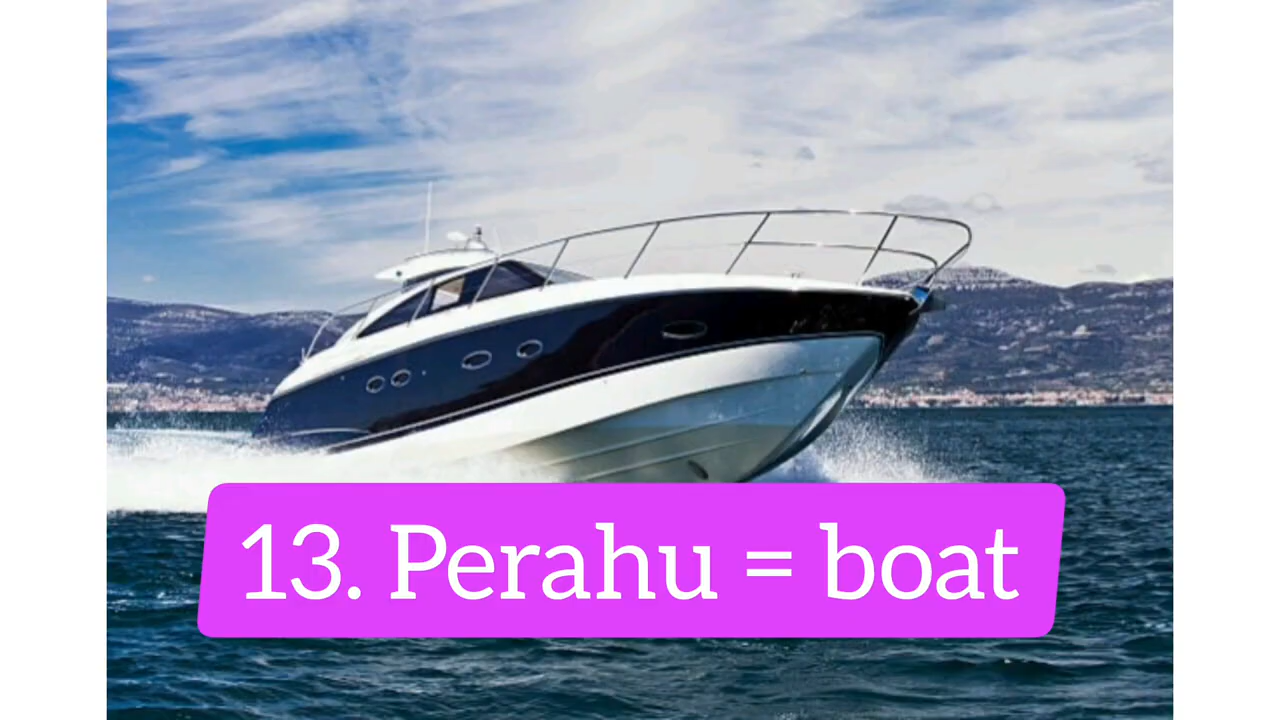 13. Perahu = boat